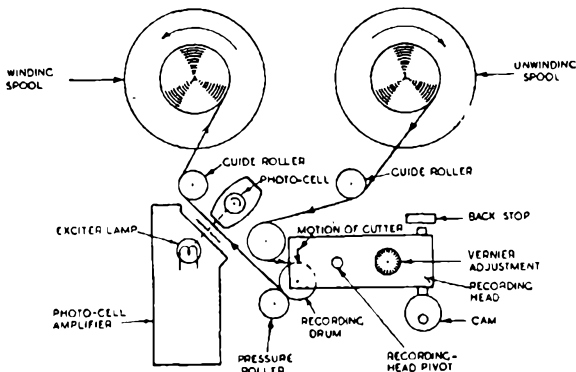 WINDING
SPOOL
UNWINDING
SPOOL
GUIDE ROLLER
PHOTO-CELL
GUIDE ROLLER
EXCITER LAMP
MOTION OF CUTTER
BACK STOP
VERNIER
ADJUSTMENT
RECORDING
HEAD
PHOTO-CELL
AMPLIFIER
RECORDING
DRUM
CAM
PRESSURE
ROLLER
RECORDING-
HEAD PIVOT